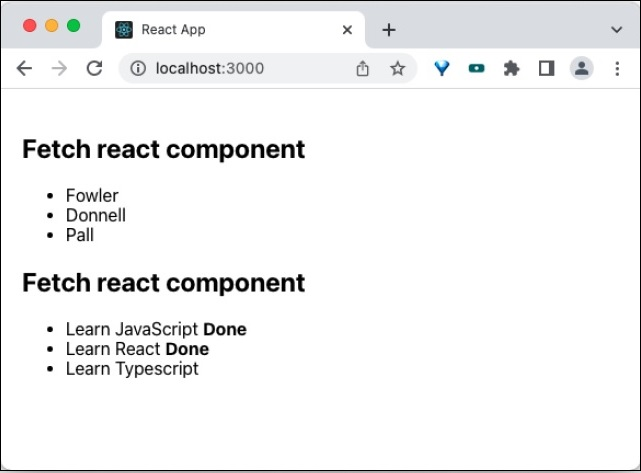 React App
localhost:3000
Fetch react component
Fowler
Donnell
Pall
Fetch react component
Learn JavaScript Done
Learn React Done
Learn Typescript